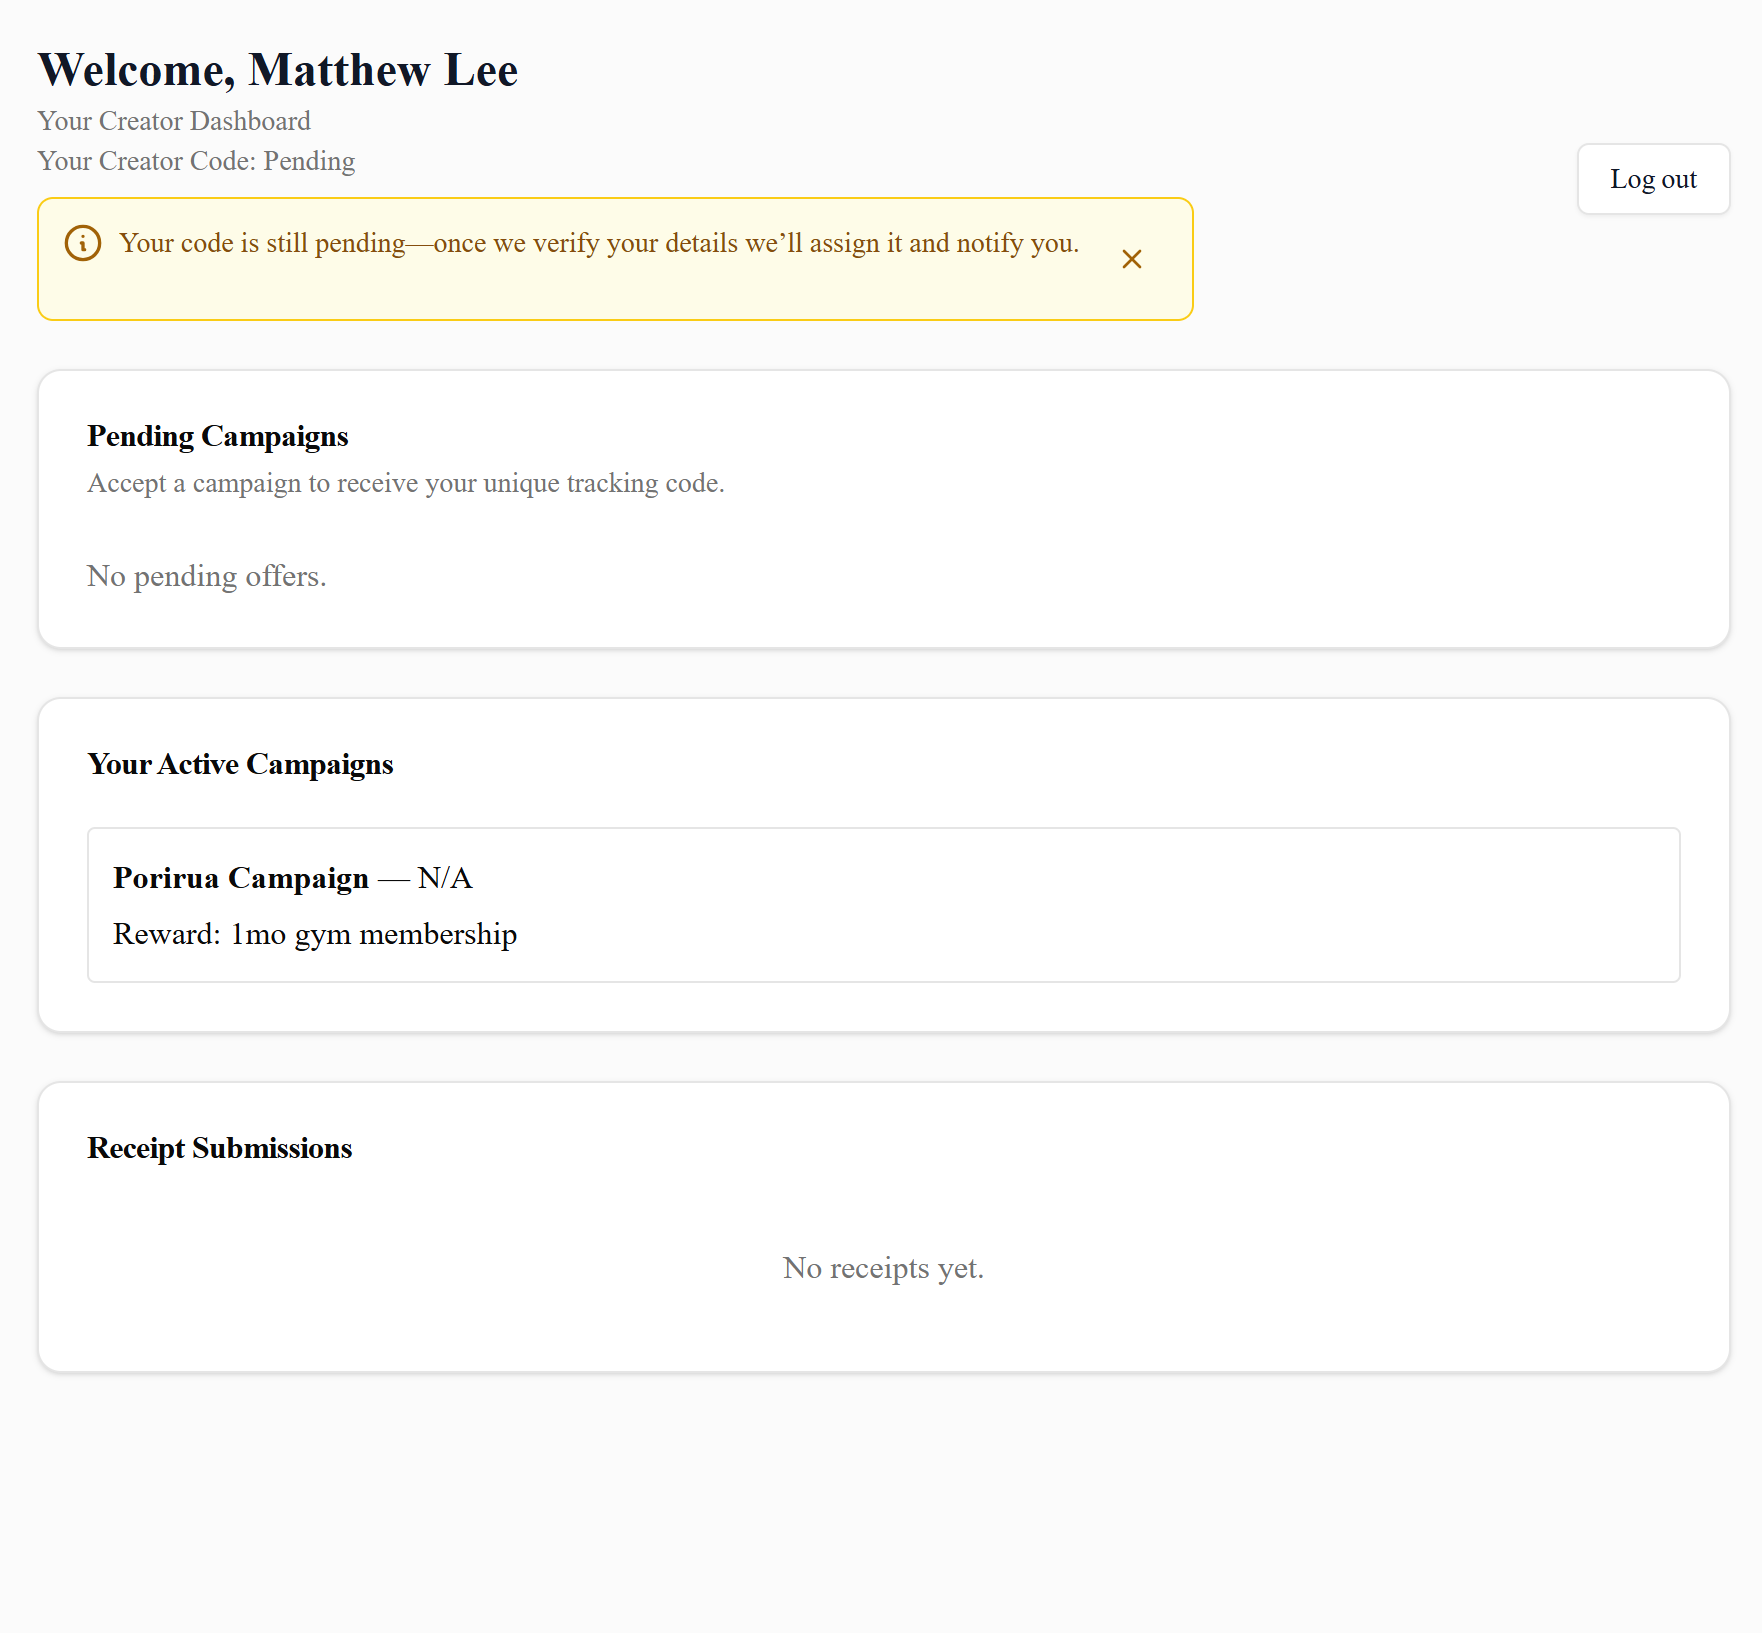 Welcome, Matthew Lee
Your Creator Dashboard
Your Creator Code: Pending
Log out
Your code is still pending—once we verify your details we’ll assign it and notify you.
Pending Campaigns
Accept a campaign to receive your unique tracking code.
No pending offers.
Your Active Campaigns
Porirua Campaign — N/A
Reward: 1mo gym membership
Receipt Submissions
No receipts yet.